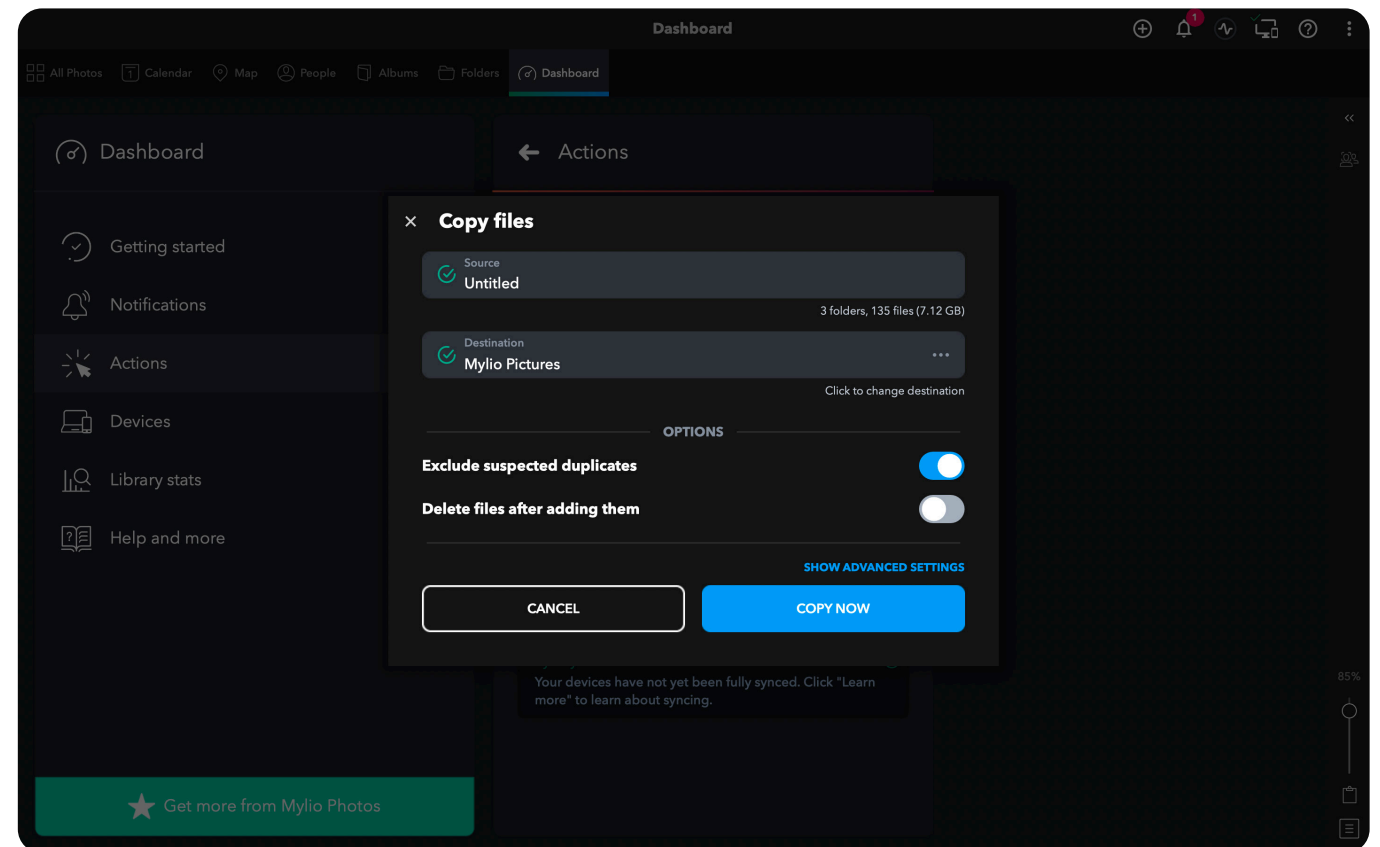 Dashboard
1
All Photos
1
Calendar
Map
People
Albums
Folders
Dashboard
Dashboard
Actions
Getting started
Notifications
Actions
Devices
Library stats
Help and more
Copy files
Source
Untitled
3 folders, 135 files (7.12 GB)
Destination
Mylio Pictures
Click to change destination
OPTIONS
Exclude suspected duplicates
Delete files after adding them
SHOW ADVANCED SETTINGS
CANCEL
COPY NOW
Your devices have not yet been fully synced. Click "Learn
more" to learn about syncing.
85%
Get more from Mylio Photos